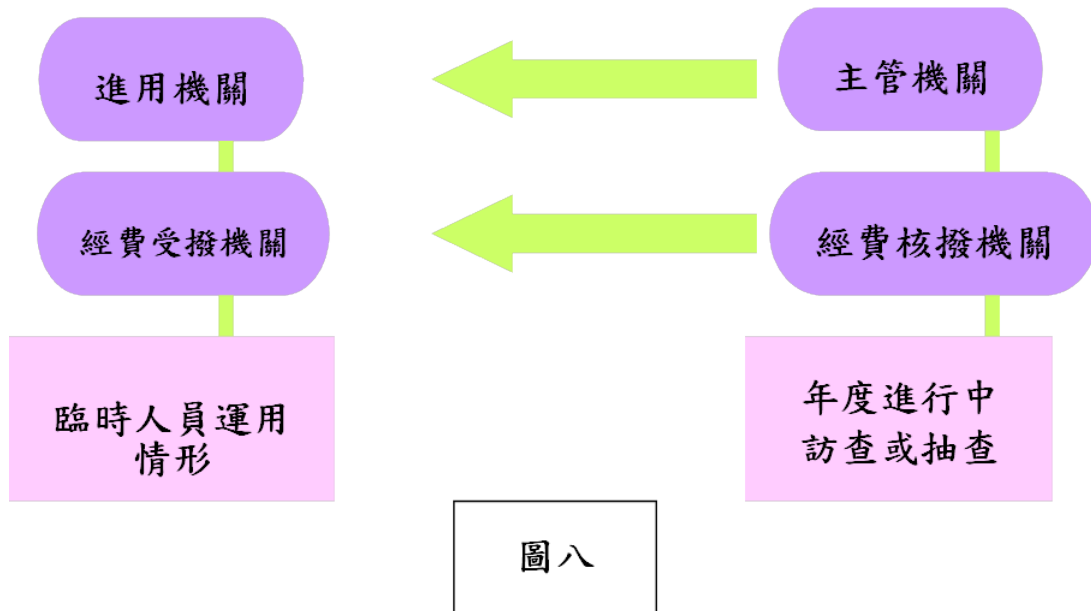 進用機關
主管機關
經費受撥機關
經費核撥機關
臨時人員運用
情形
年度進行中
訪查或抽查
圖八